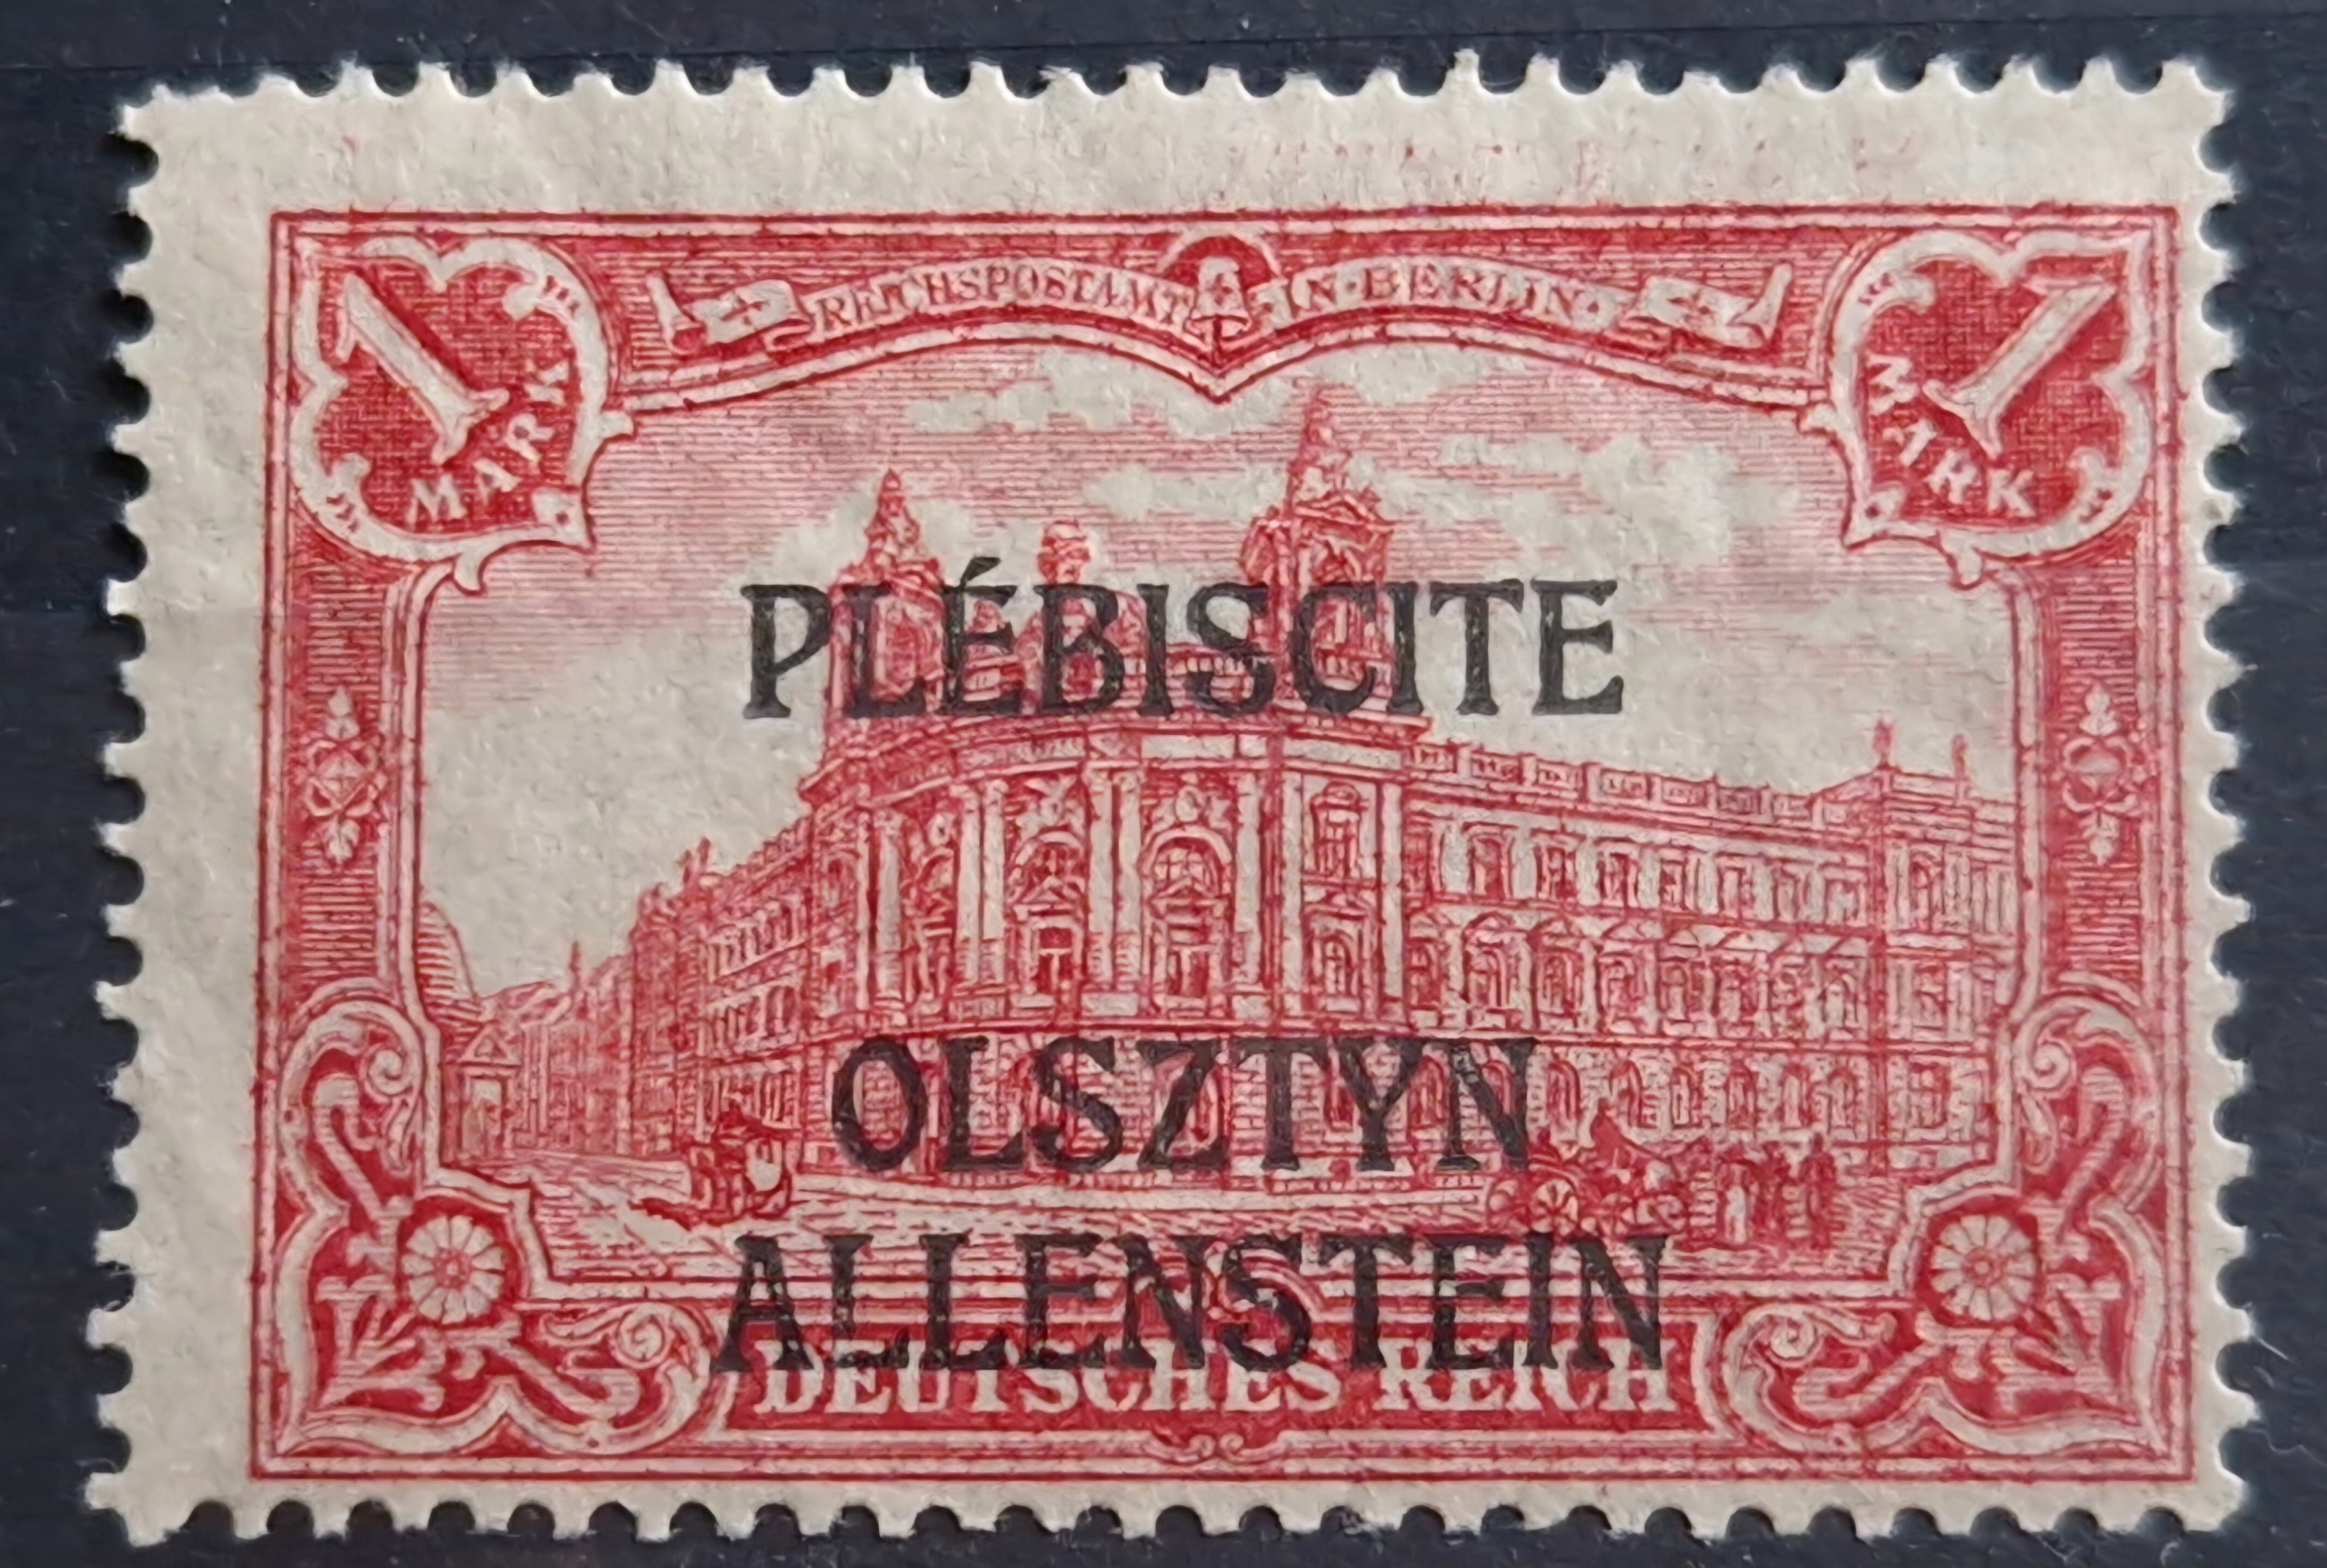 1 MARK
REICHSPOSTAMT IN BERLIN
1 MARK
PLÉBISCITE
OLSZTYN
ALLENSTEIN
DEUTSCHES REICH